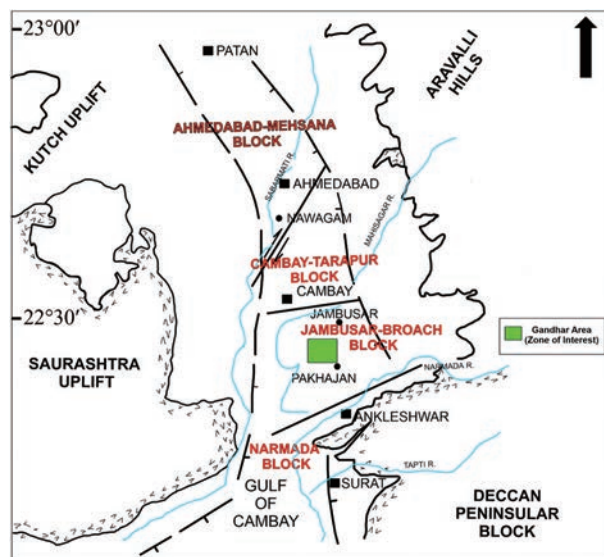 23°00′
PATAN
KUTCH UPLIFT
ARAVALLI
HILLS
AHMEDABAD-MEHSANA
BLOCK
SABARMATI R.
AHMEDABAD
NAWAGAM
MAHISAGAR R.
CAMBAY-TARAPUR
BLOCK
CAMBAY
22°30′
JAMBUSAR
JAMBUSAR-BROACH
BLOCK
Gandhar Area
(Zone of Interest)
SAURASHTRA
UPLIFT
PAKHAJAN
NARMADA R.
ANKLESHWAR
NARMADA
BLOCK
TAPTI R.
SURAT
GULF
OF
CAMBAY
DECCAN
PENINSULAR
BLOCK